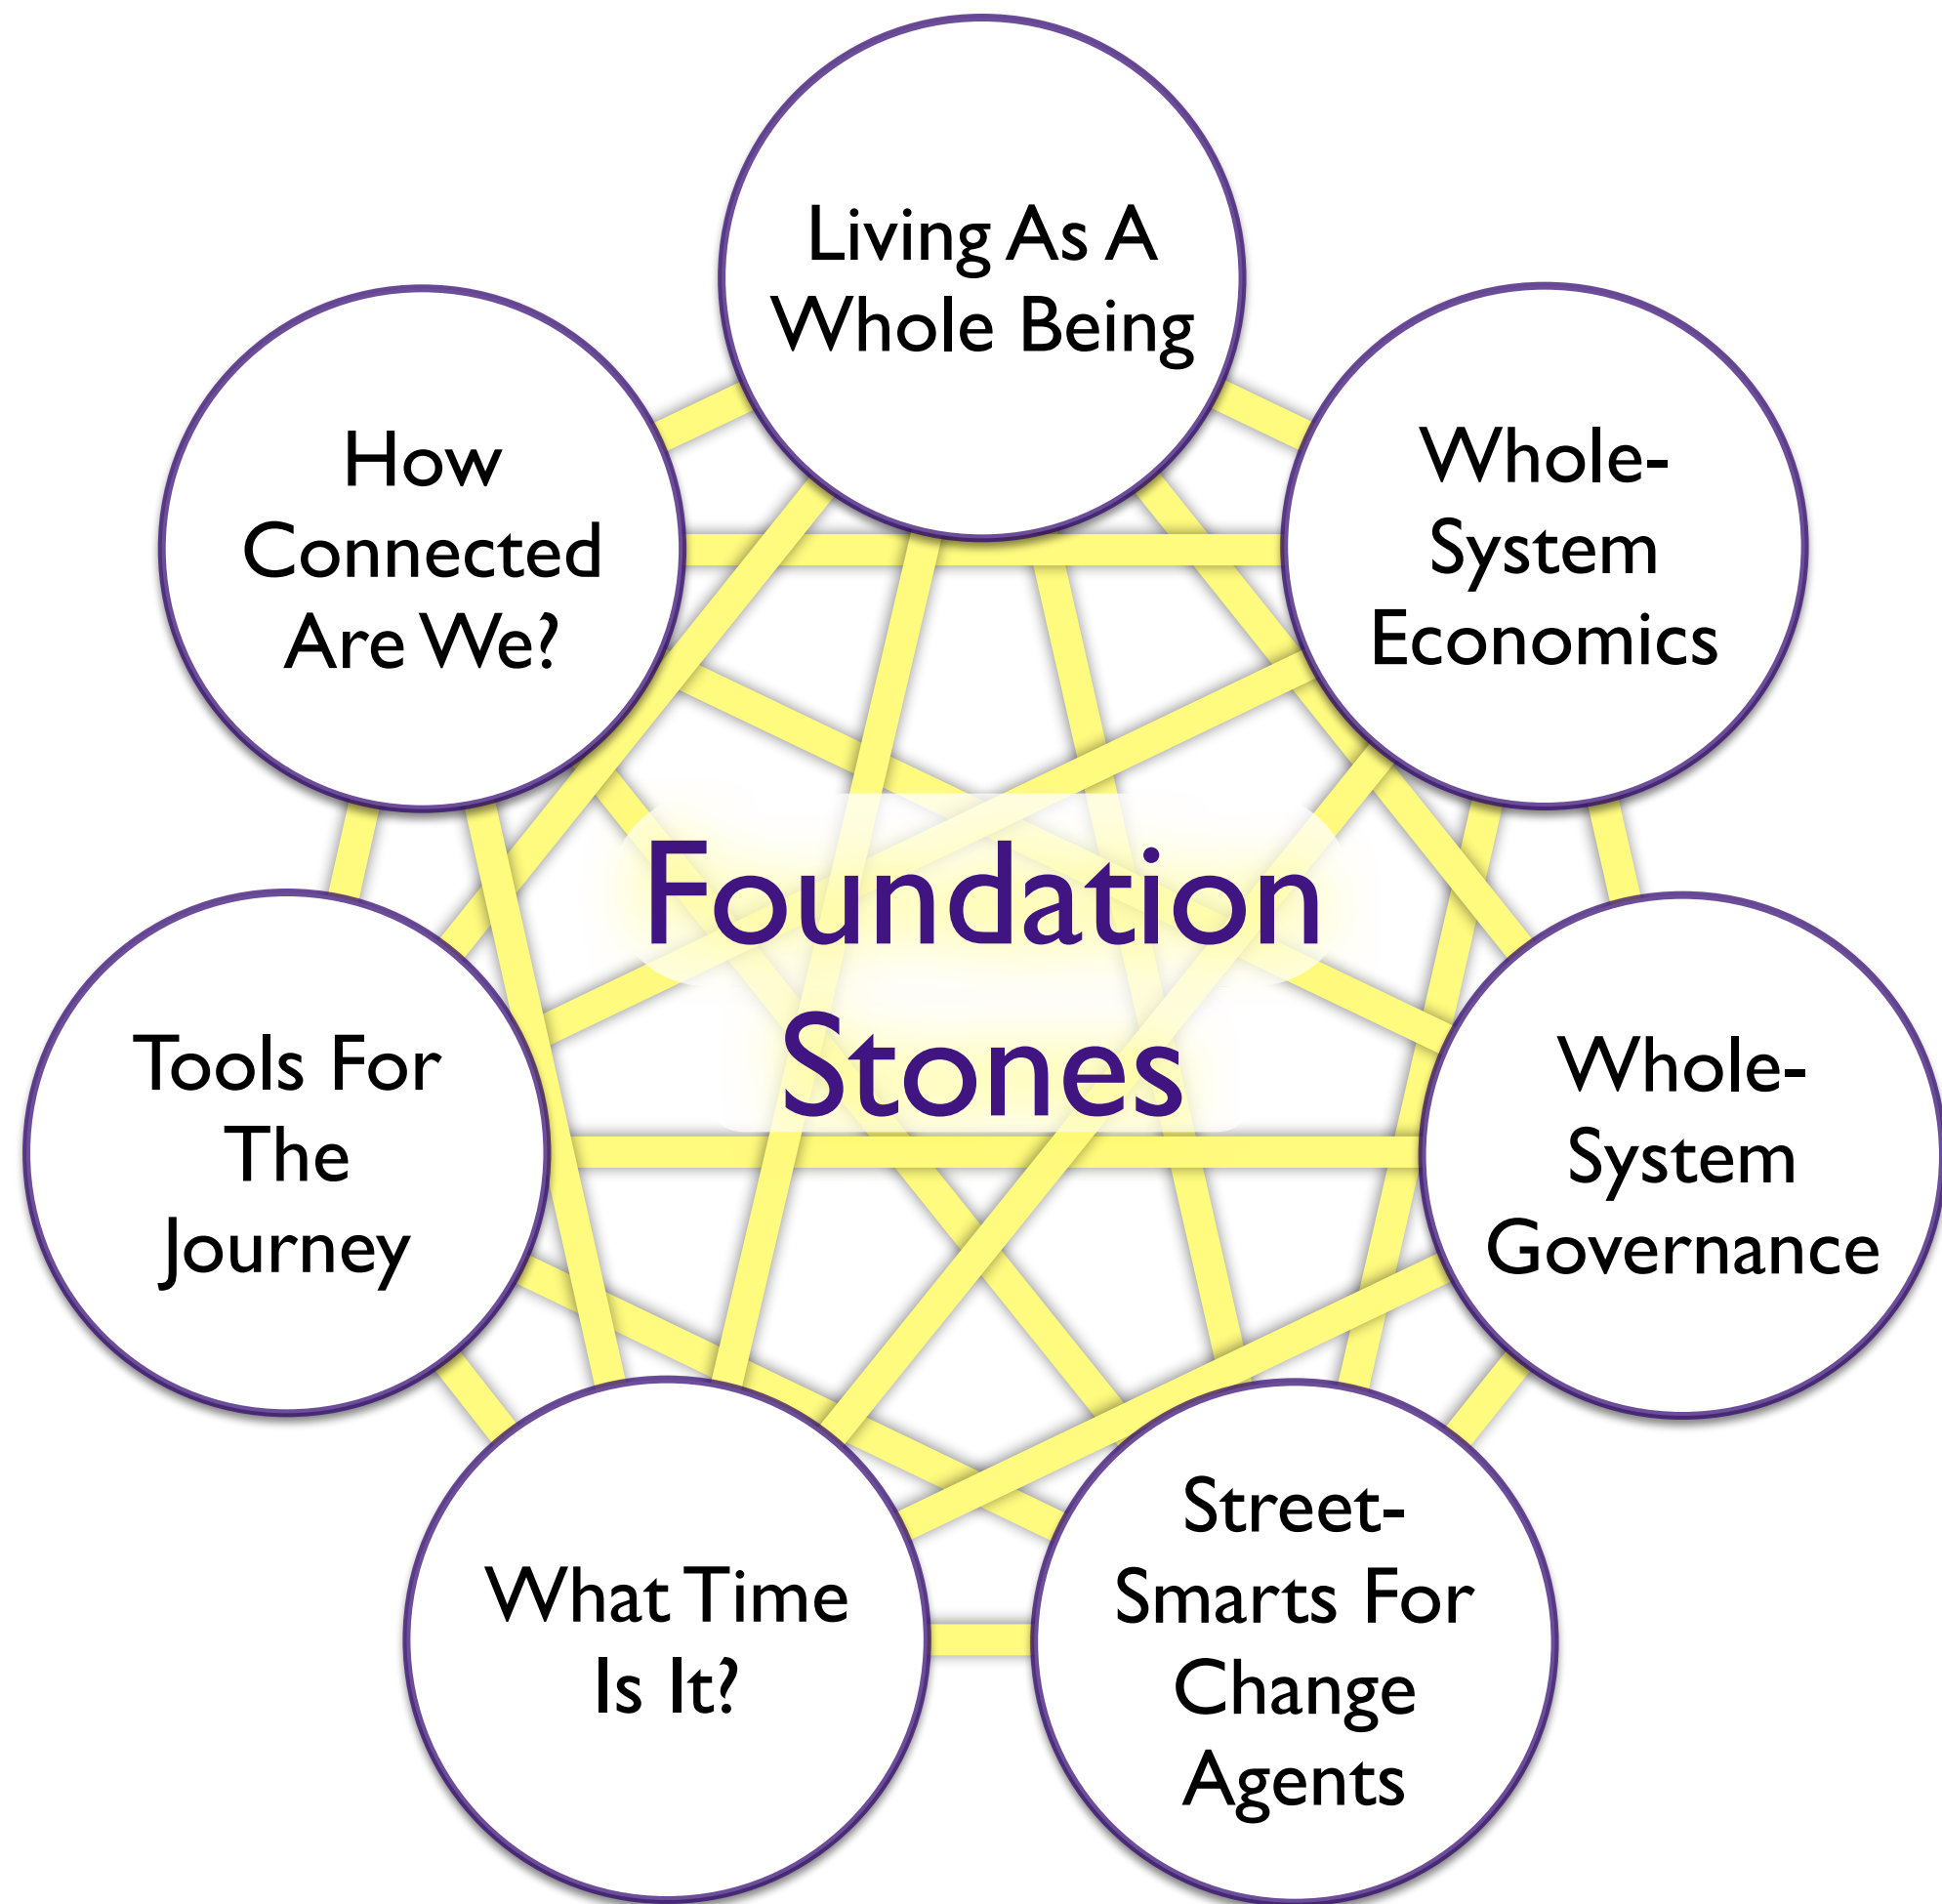 Living As A
Whole Being
How
Connected
Are We?
Whole-
System
Economics
Foundation
Stones
Tools For
The
Journey
Whole-
System
Governance
What Time
Is It?
Street-
Smarts For
Change
Agents